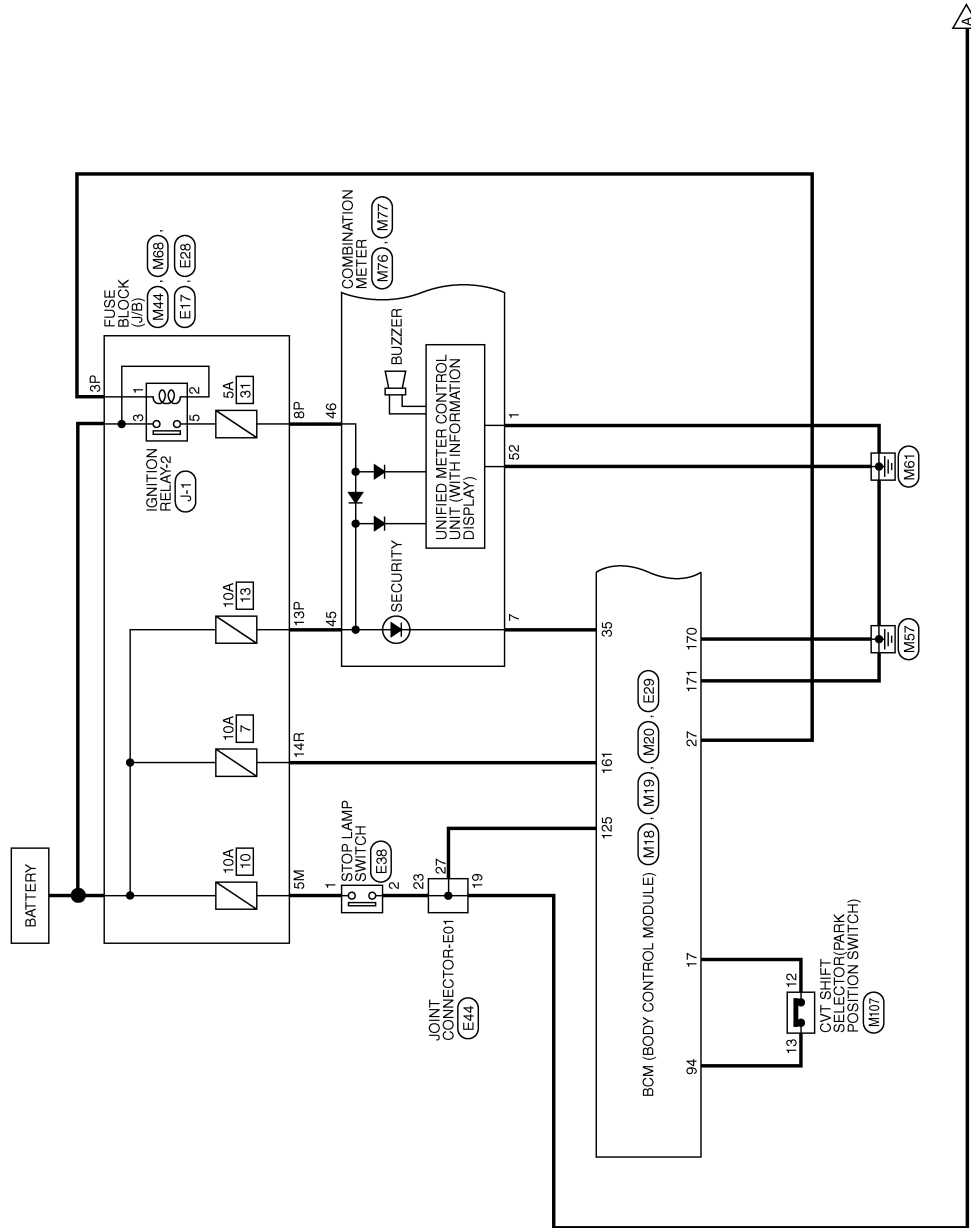 BATTERY
FUSE
BLOCK
(J/B)
M44 , M68 ,
E17 , E28
3P
IGNITION
RELAY-2
J-1
1
2
3
5
10A
10
10A
7
10A
13
5A
31
5M
14R
13P
8P
STOP LAMP
SWITCH
E38
1
2
JOINT
CONNECTOR-E01
E44
23
27
19
COMBINATION
METER
M76 , M77
45
46
SECURITY
BUZZER
UNIFIED METER CONTROL
UNIT (WITH INFORMATION
DISPLAY)
7
52
1
125
161
35
BCM (BODY CONTROL MODULE) M18 , M19 , M20 , E29
94
17
27
171
170
13
12
CVT SHIFT
SELECTOR(PARK
POSITION SWITCH)
M107
M57
M61
A